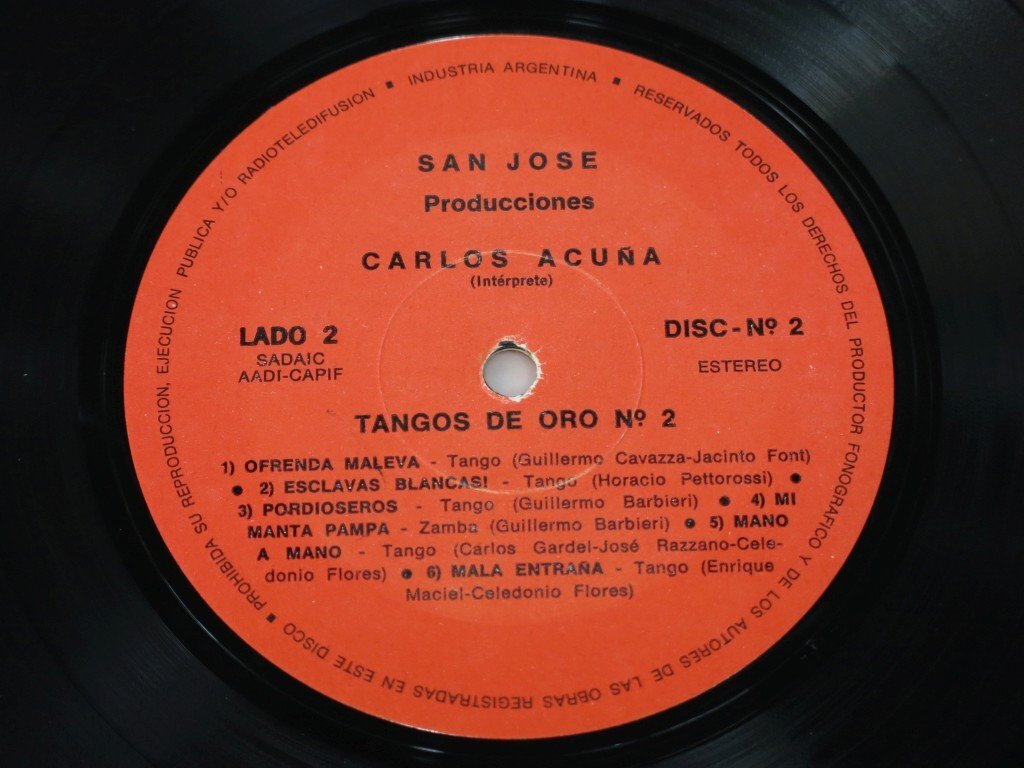 INDUSTRIA ARGENTINA ▪ RESERVADOS TODOS LOS DERECHOS DEL PRODUCTOR FONOGRAFICO Y DE LOS AUTORES DE LAS OBRAS REGISTRADAS EN ESTE DISCO ▪ PROHIBIDA SU REPRODUCCION, EJECUCION PUBLICA Y/O RADIOTELEDIFUSION ▪
SAN JOSE
Producciones
CARLOS ACUÑA
(Intérprete)
LADO 2
SADAIC
AADI-CAPIF
DISC-Nº 2
ESTEREO
TANGOS DE ORO Nº 2
1) OFRENDA MALEVA - Tango (Guillermo Cavazza-Jacinto Font)
● 2) ESCLAVAS BLANCAS! - Tango (Horacio Pettorossi) ●
3) PORDIOSEROS - Tango (Guillermo Barbieri) ● 4) MI
MANTA PAMPA - Zamba (Guillermo Barbieri) ● 5) MANO
A MANO - Tango (Carlos Gardel-José Razzano-Cele-
donio Flores) ● 6) MALA ENTRAÑA - Tango (Enrique
Maciel-Celedonio Flores)